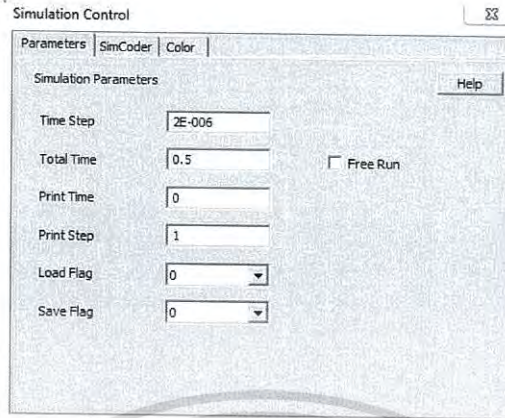 Simulation Control
Parameters SimCoder Color
Simulation Parameters
Help
Time Step 2E-006
Total Time 0.5 Free Run
Print Time 0
Print Step 1
Load Flag 0
Save Flag 0